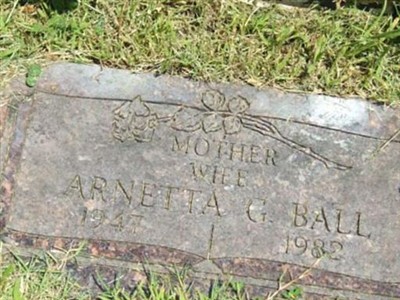 MOTHER
WIFE
ARNETTA G. BALL
1947 1982